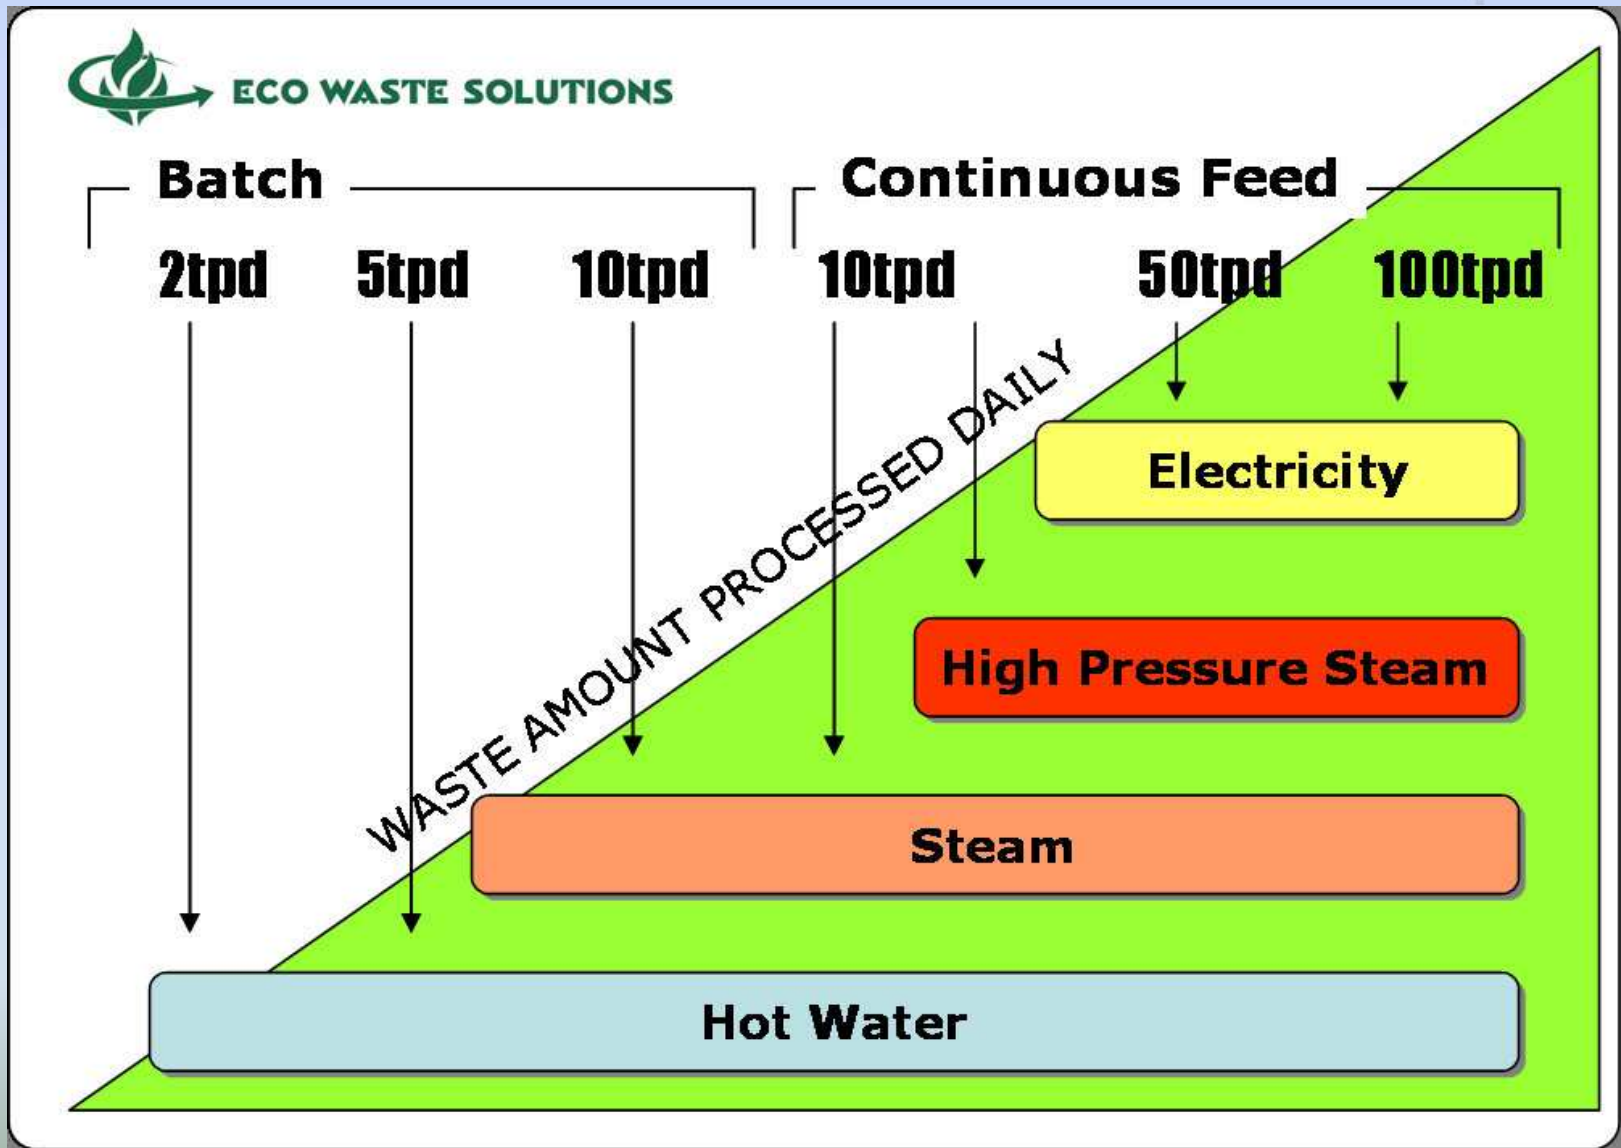 ECO WASTE SOLUTIONS
Batch
Continuous Feed
2tpd
5tpd
10tpd
10tpd
50tpd
100tpd
WASTE AMOUNT PROCESSED DAILY
Electricity
High Pressure Steam
Steam
Hot Water